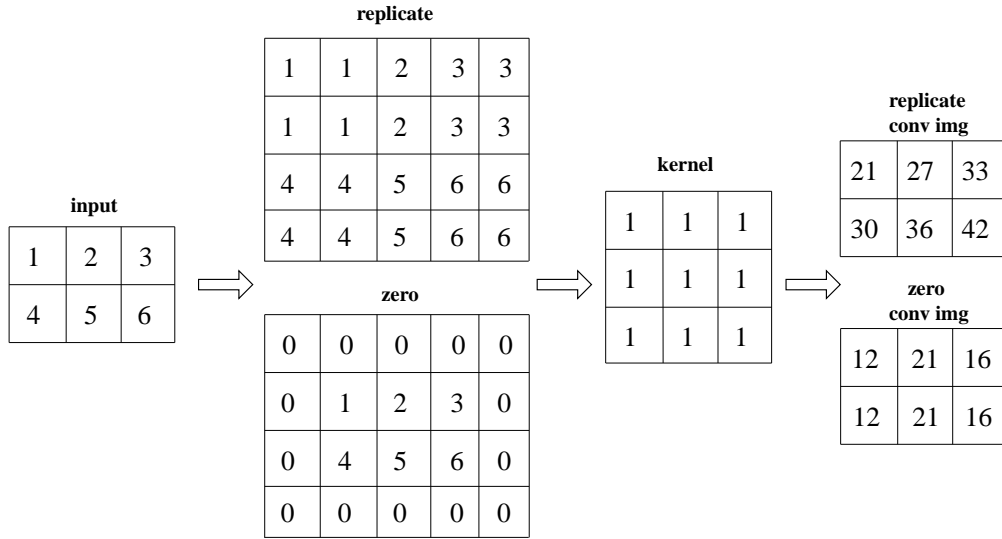 input
1 2 3
4 5 6
replicate
1 1 2 3 3
1 1 2 3 3
4 4 5 6 6
4 4 5 6 6
zero
0 0 0 0 0
0 1 2 3 0
0 4 5 6 0
0 0 0 0 0
kernel
1 1 1
1 1 1
1 1 1
replicate
conv img
21 27 33
30 36 42
zero
conv img
12 21 16
12 21 16